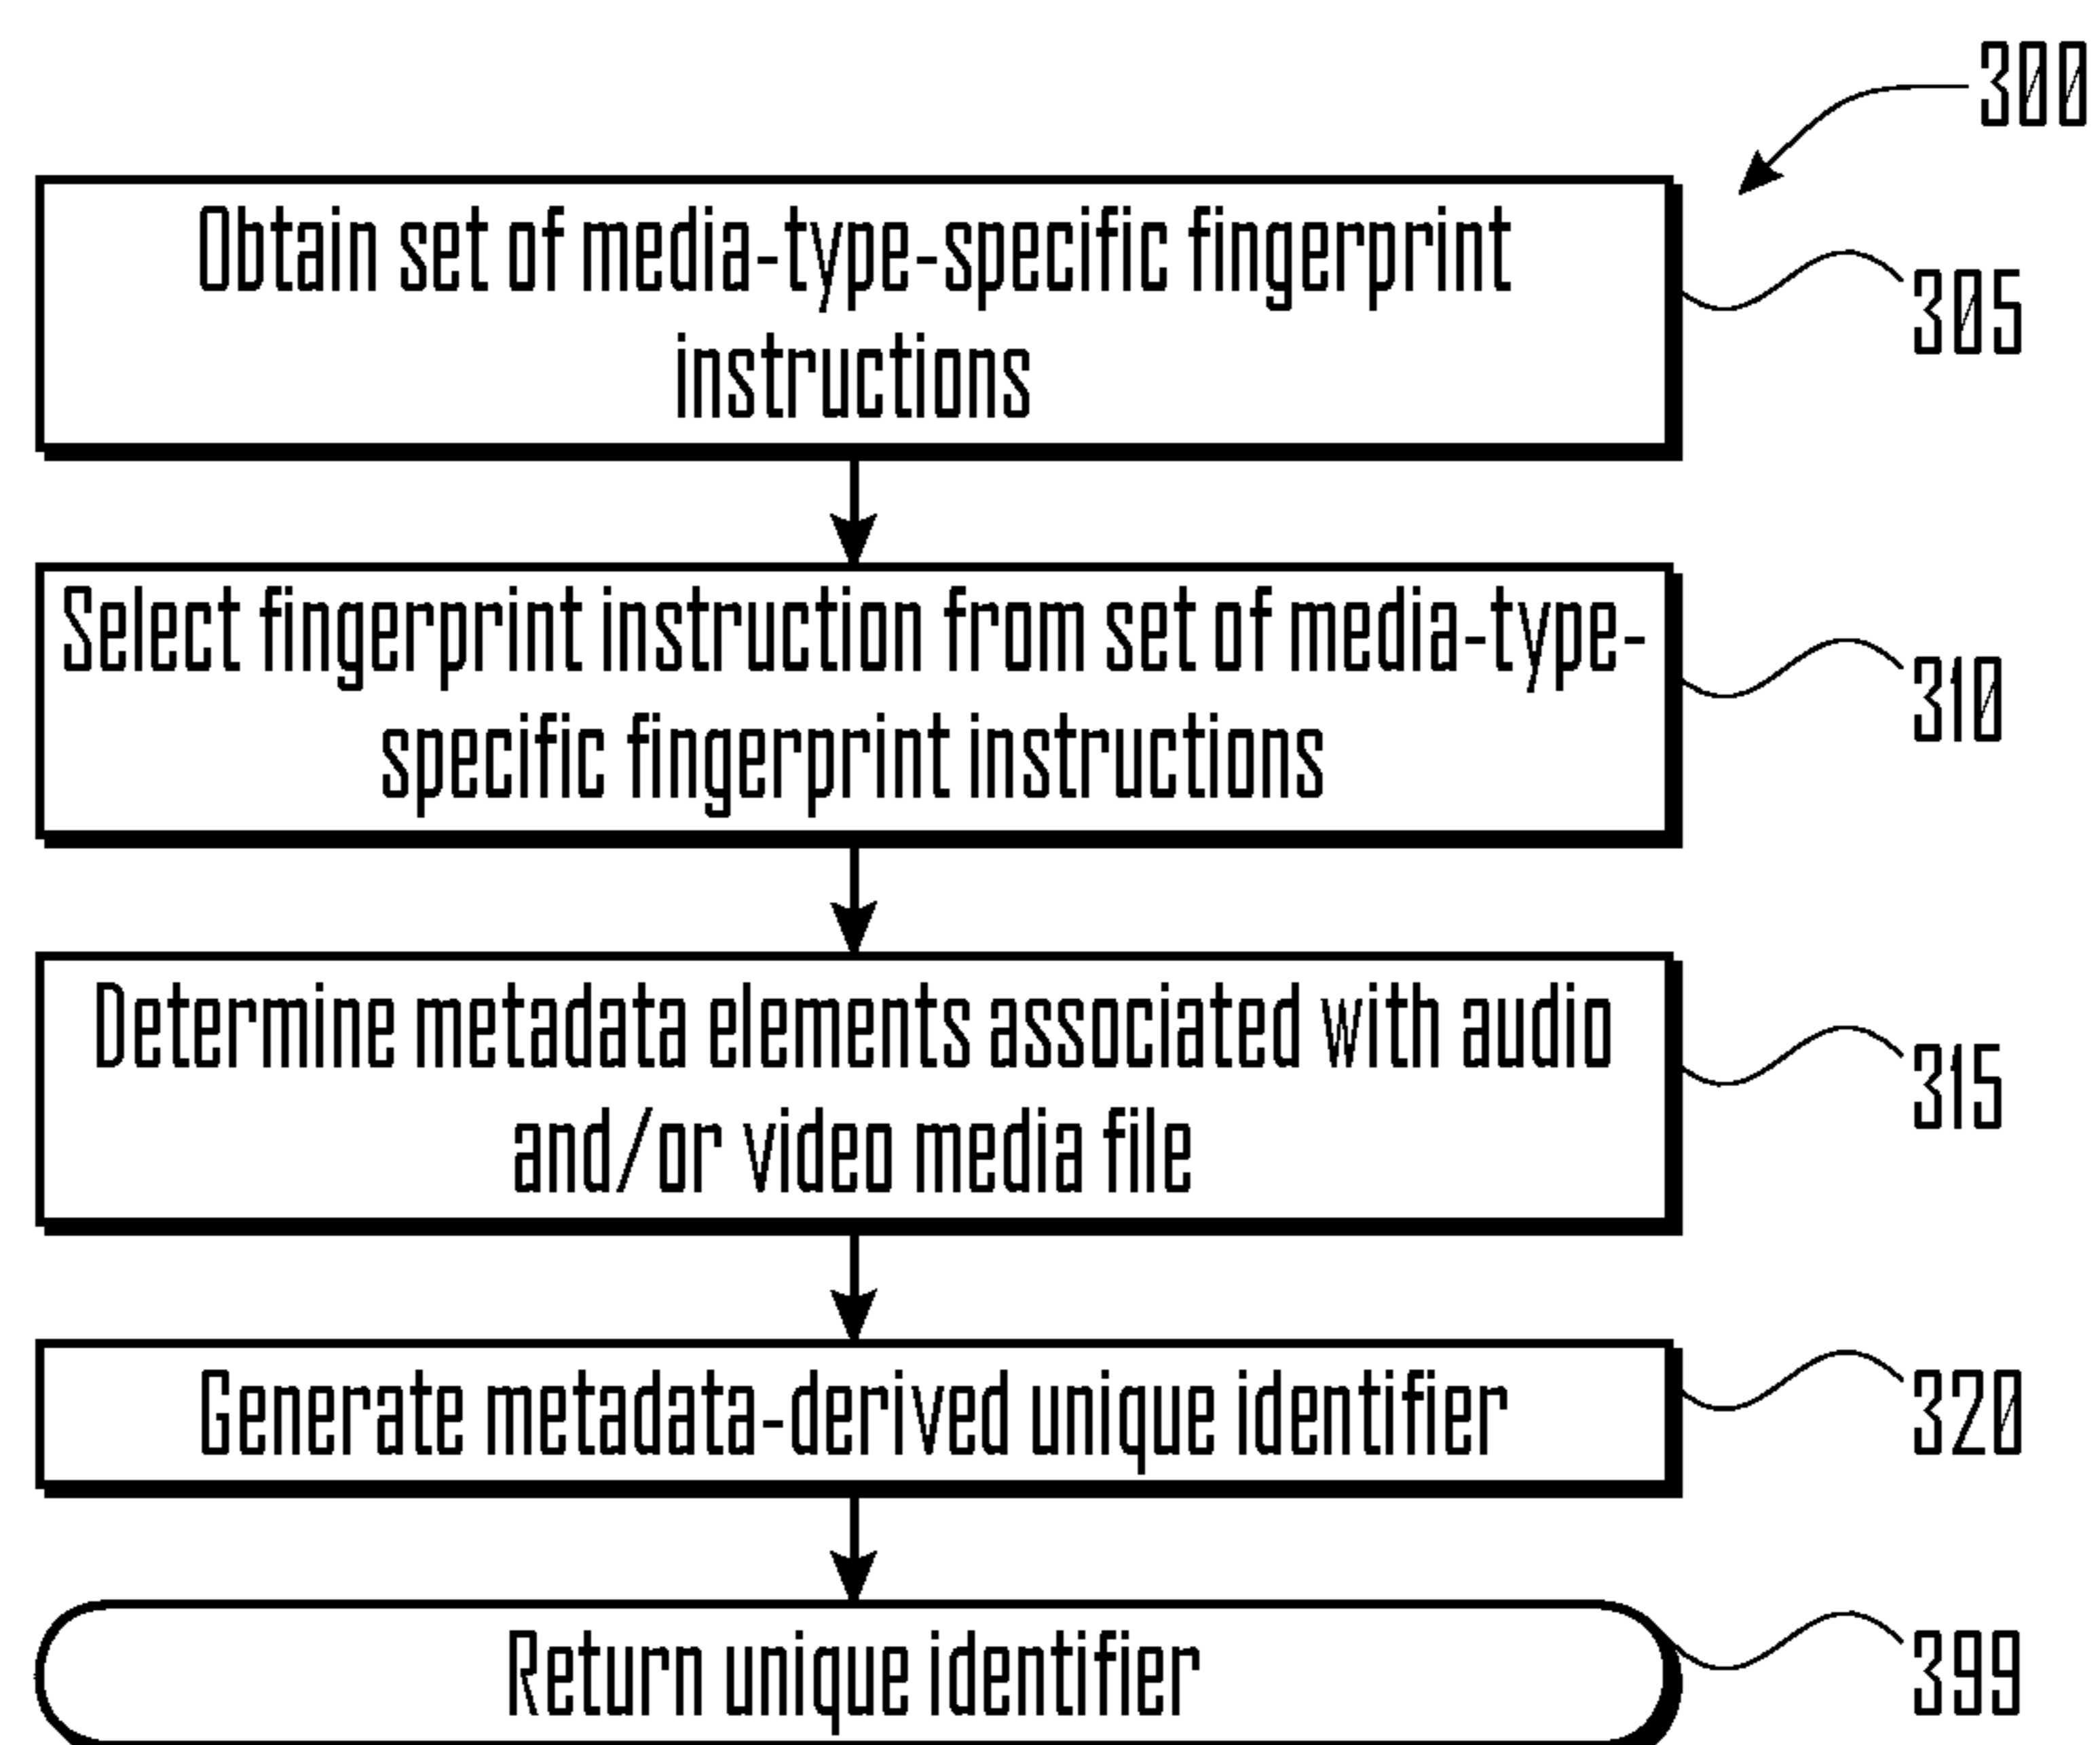 300
Obtain set of media-type-specific fingerprint
instructions
305
Select fingerprint instruction from set of media-type-
specific fingerprint instructions
310
Determine metadata elements associated with audio
and/or video media file
315
Generate metadata-derived unique identifier
320
Return unique identifier
399